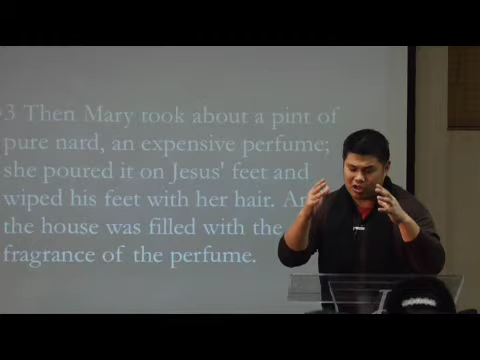 3 Then Mary took about a pint of
pure nard, an expensive perfume;
she poured it on Jesus' feet and
wiped his feet with her hair. An
the house was filled with the
fragrance of the perfume.